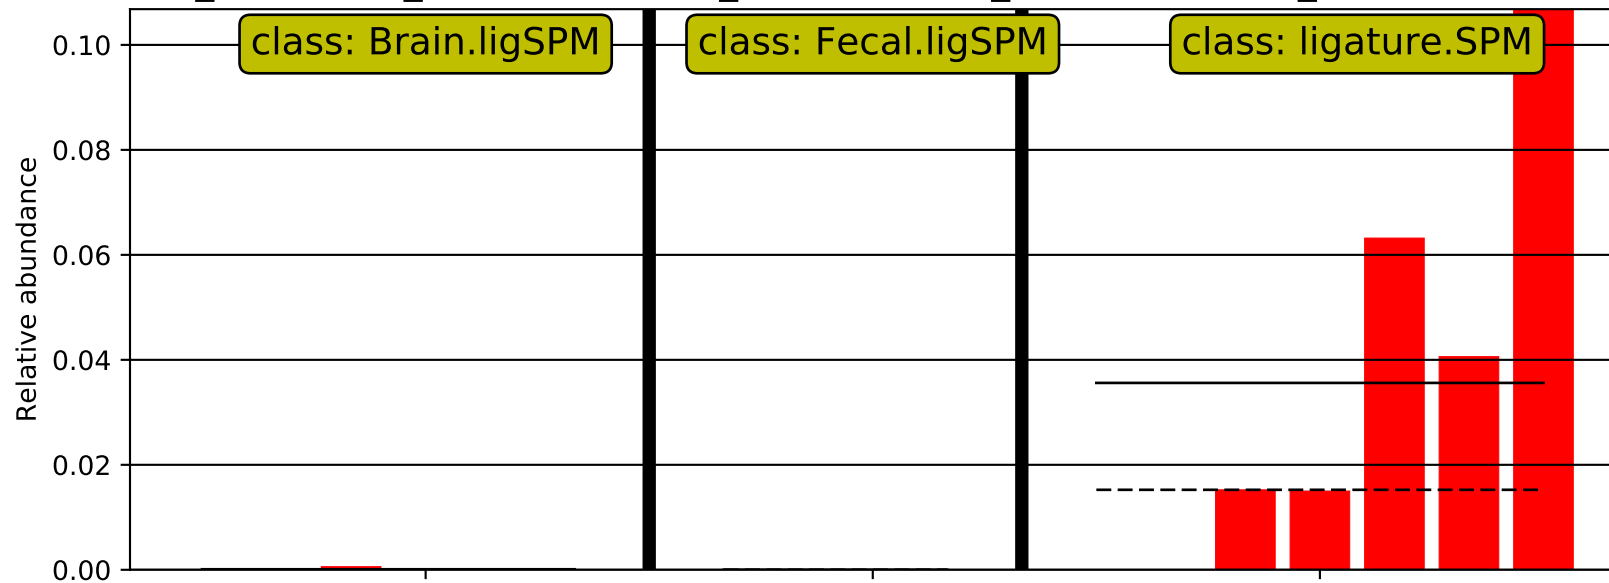 class: Brain.ligSPM
class: Fecal.ligSPM
class: ligature.SPM
Relative abundance
0.10
0.08
0.06
0.04
0.02
0.00